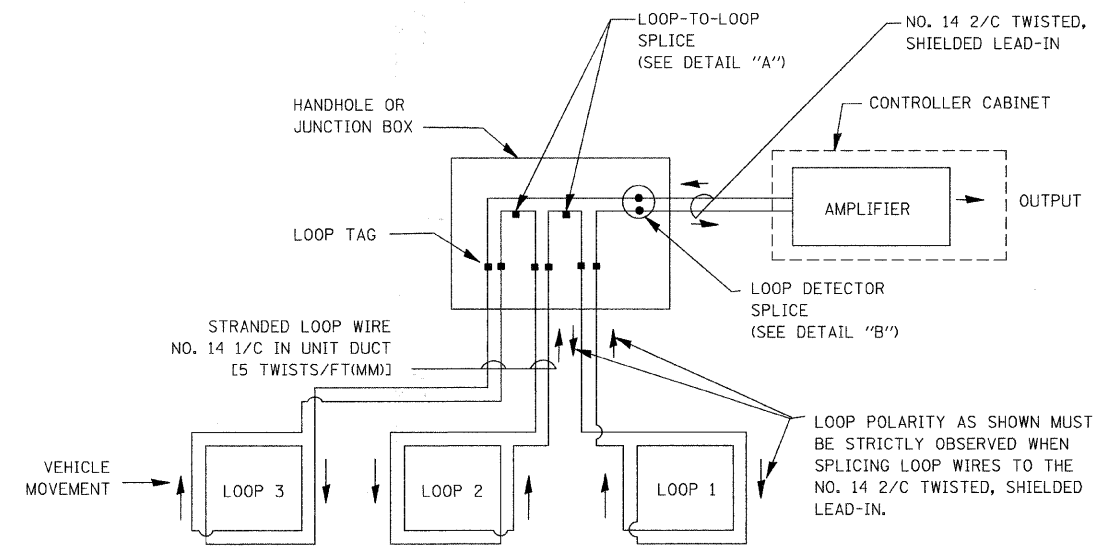 LOOP-TO-LOOP
SPLICE
(SEE DETAIL "A")
NO. 14 2/C TWISTED,
SHIELDED LEAD-IN
HANDHOLE OR
JUNCTION BOX
CONTROLLER CABINET
AMPLIFIER
OUTPUT
LOOP TAG
LOOP DETECTOR
SPLICE
(SEE DETAIL "B")
STRANDED LOOP WIRE
NO. 14 1/C IN UNIT DUCT
[5 TWISTS/FT(MM)]
LOOP POLARITY AS SHOWN MUST
BE STRICTLY OBSERVED WHEN
SPLICING LOOP WIRES TO THE
NO. 14 2/C TWISTED, SHIELDED
LEAD-IN.
VEHICLE
MOVEMENT
LOOP 3
LOOP 2
LOOP 1